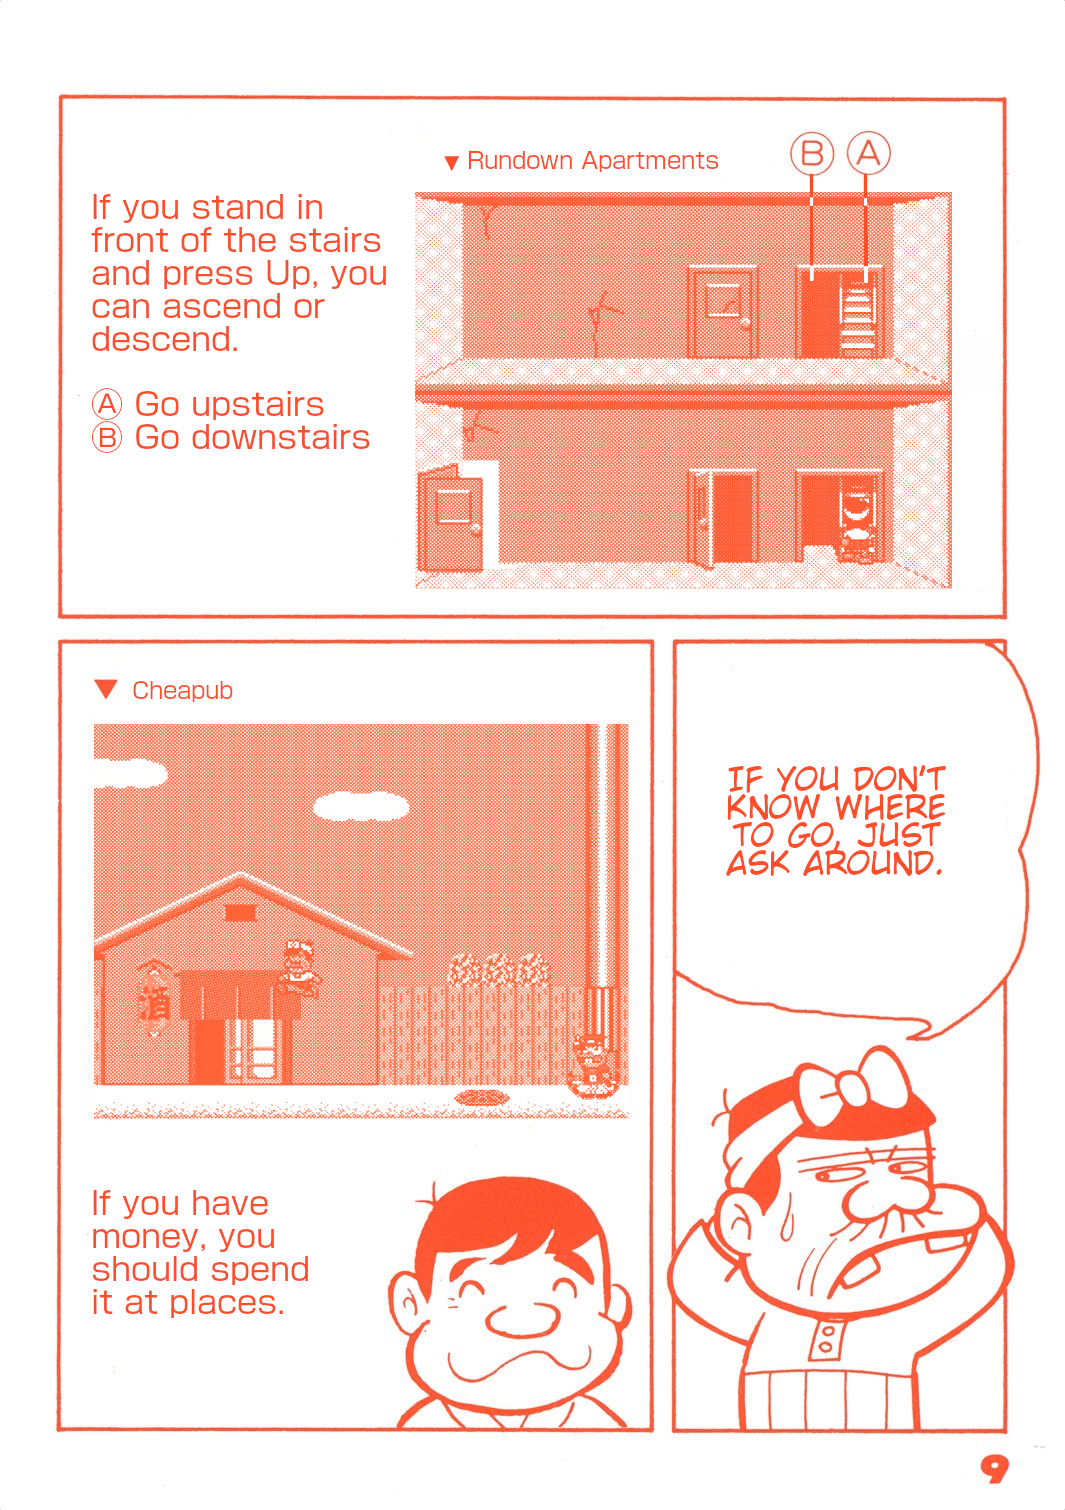 ▼ Rundown Apartments
Ⓑ Ⓐ
If you stand in
front of the stairs
and press Up, you
can ascend or
descend.
Ⓐ Go upstairs
Ⓑ Go downstairs
▼ Cheapub
酒
If you have
money, you
should spend
it at places.
IF YOU DON'T
KNOW WHERE
TO GO, JUST
ASK AROUND.
9